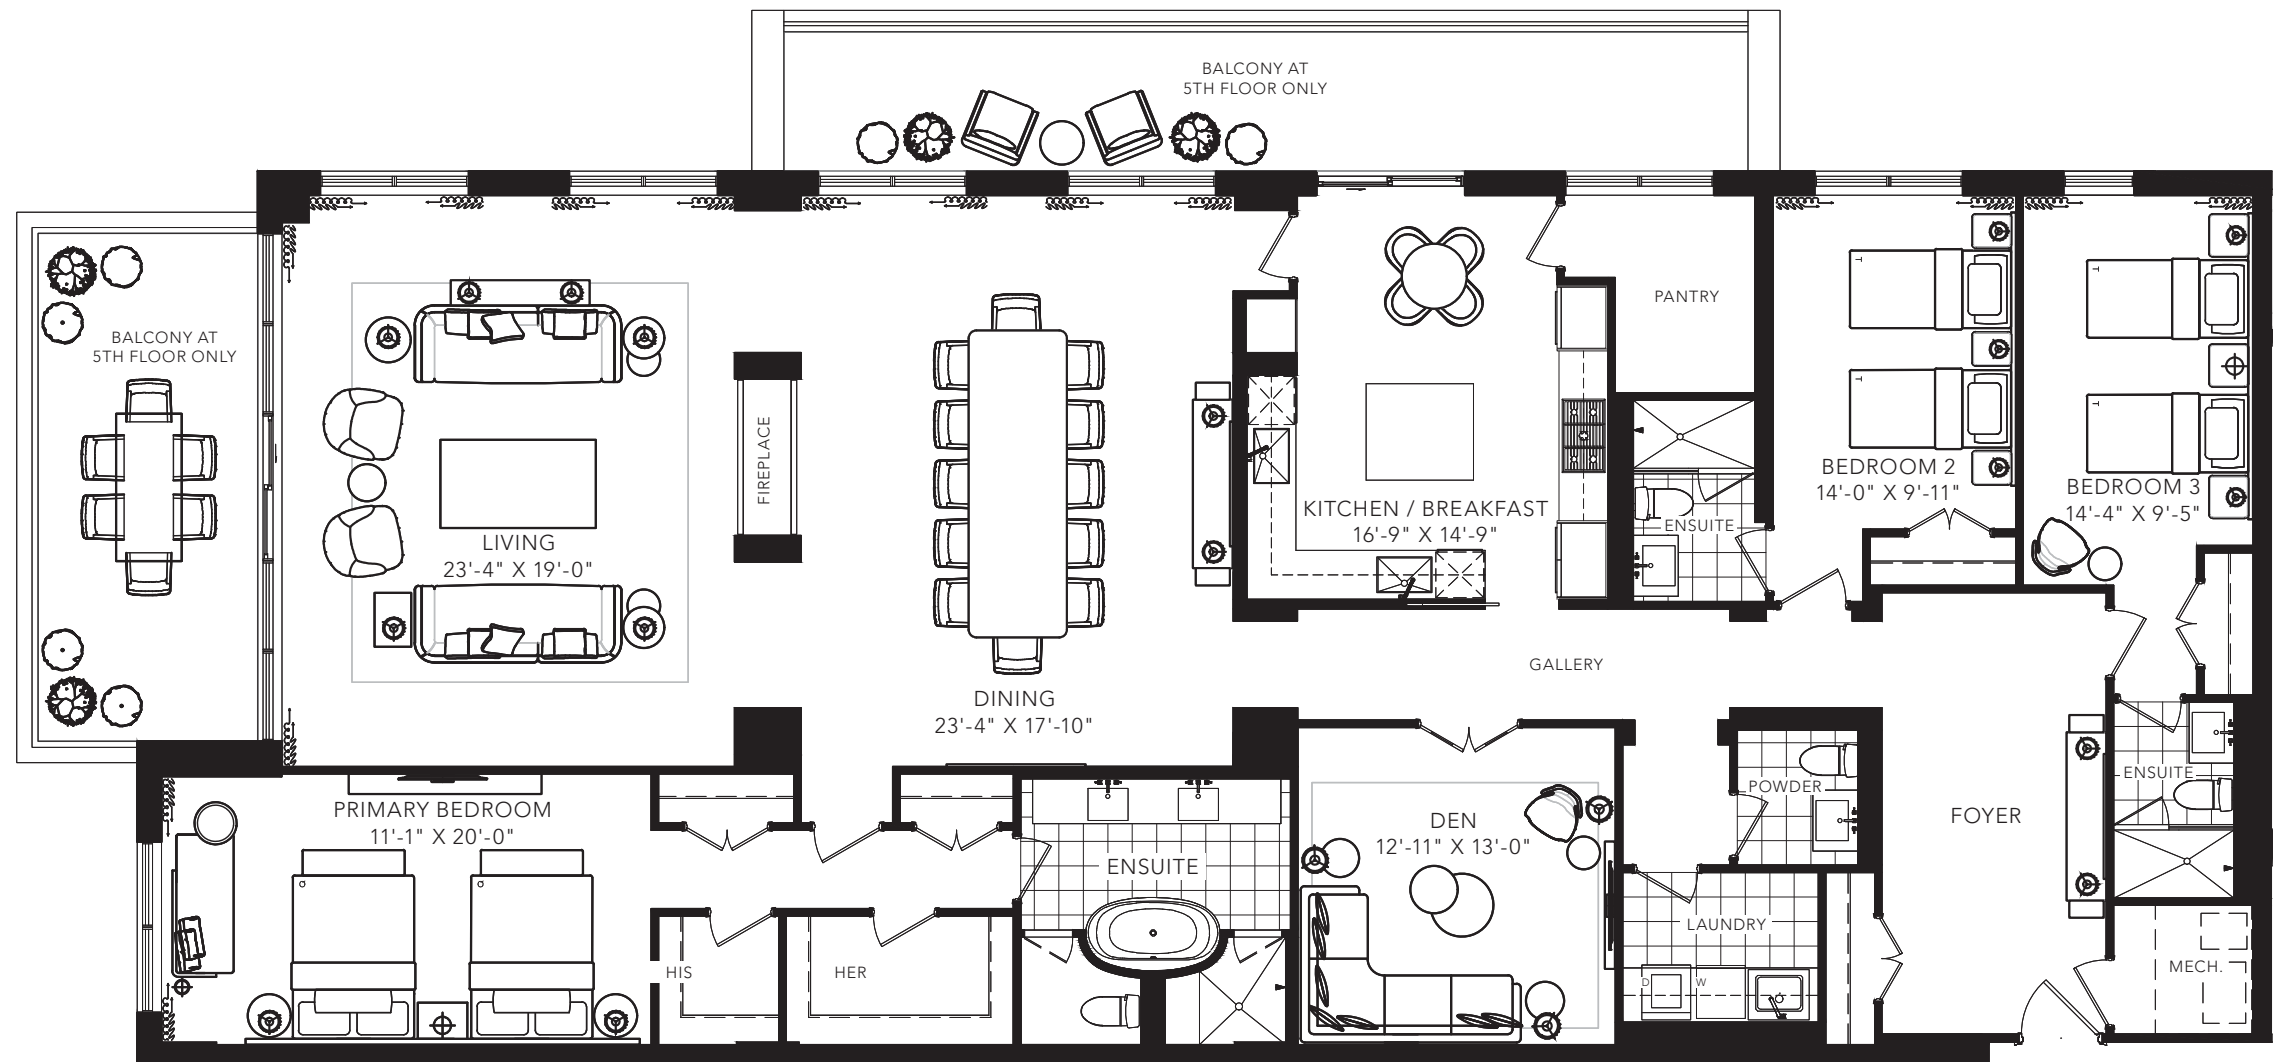 BALCONY AT
5TH FLOOR ONLY
BALCONY AT
5TH FLOOR ONLY
LIVING
23'-4" X 19'-0"
FIREPLACE
DINING
23'-4" X 17'-10"
KITCHEN / BREAKFAST
16'-9" X 14'-9"
PANTRY
ENSUITE
BEDROOM 2
14'-0" X 9'-11"
BEDROOM 3
14'-4" X 9'-5"
GALLERY
PRIMARY BEDROOM
11'-1" X 20'-0"
HIS
HER
ENSUITE
DEN
12'-11" X 13'-0"
POWDER
LAUNDRY
D
W
FOYER
ENSUITE
MECH.